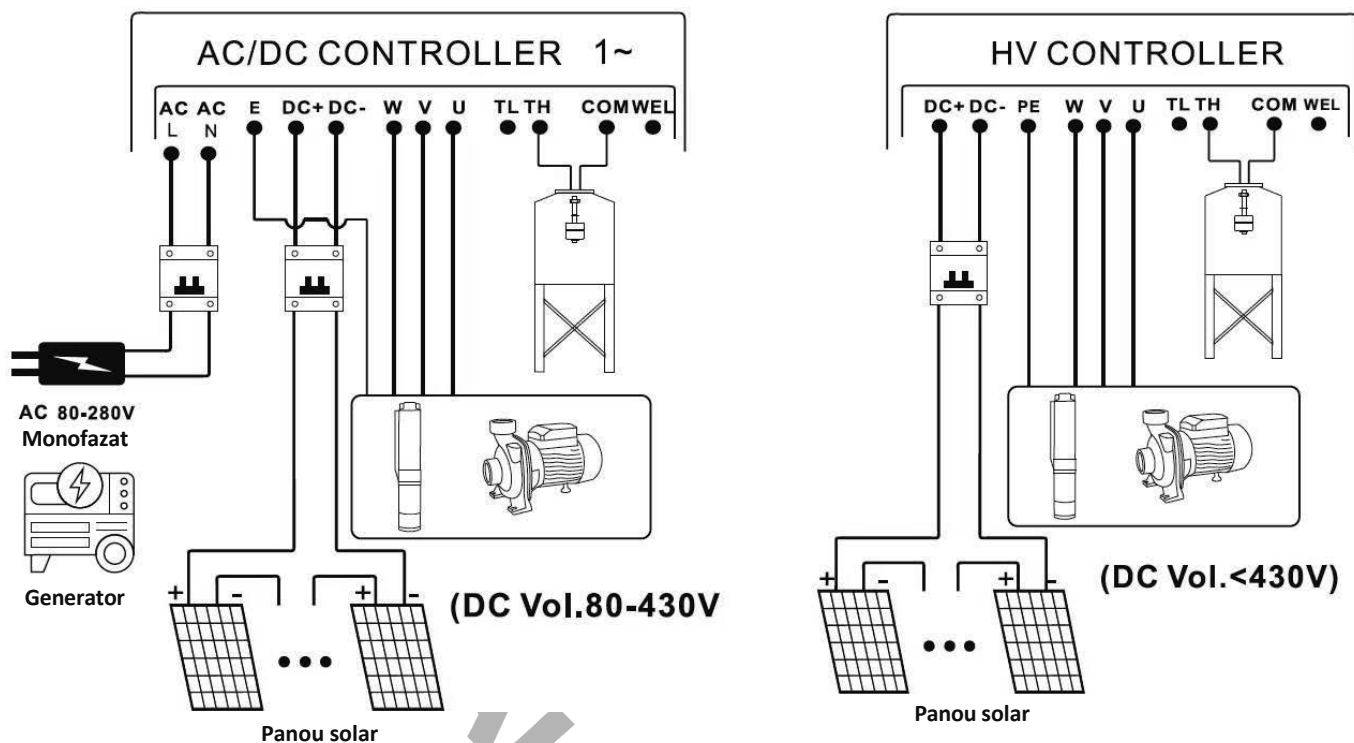 AC/DC CONTROLLER 1~
AC AC E DC+ DC- W V U TL TH COM WEL
L N
AC 80-280V
Monofazat
Generator
+ - + -
(DC Vol.80-430V
Panou solar
HV CONTROLLER
DC+ DC- PE W V U TL TH COM WEL
+ - + -
(DC Vol.<430V)
Panou solar